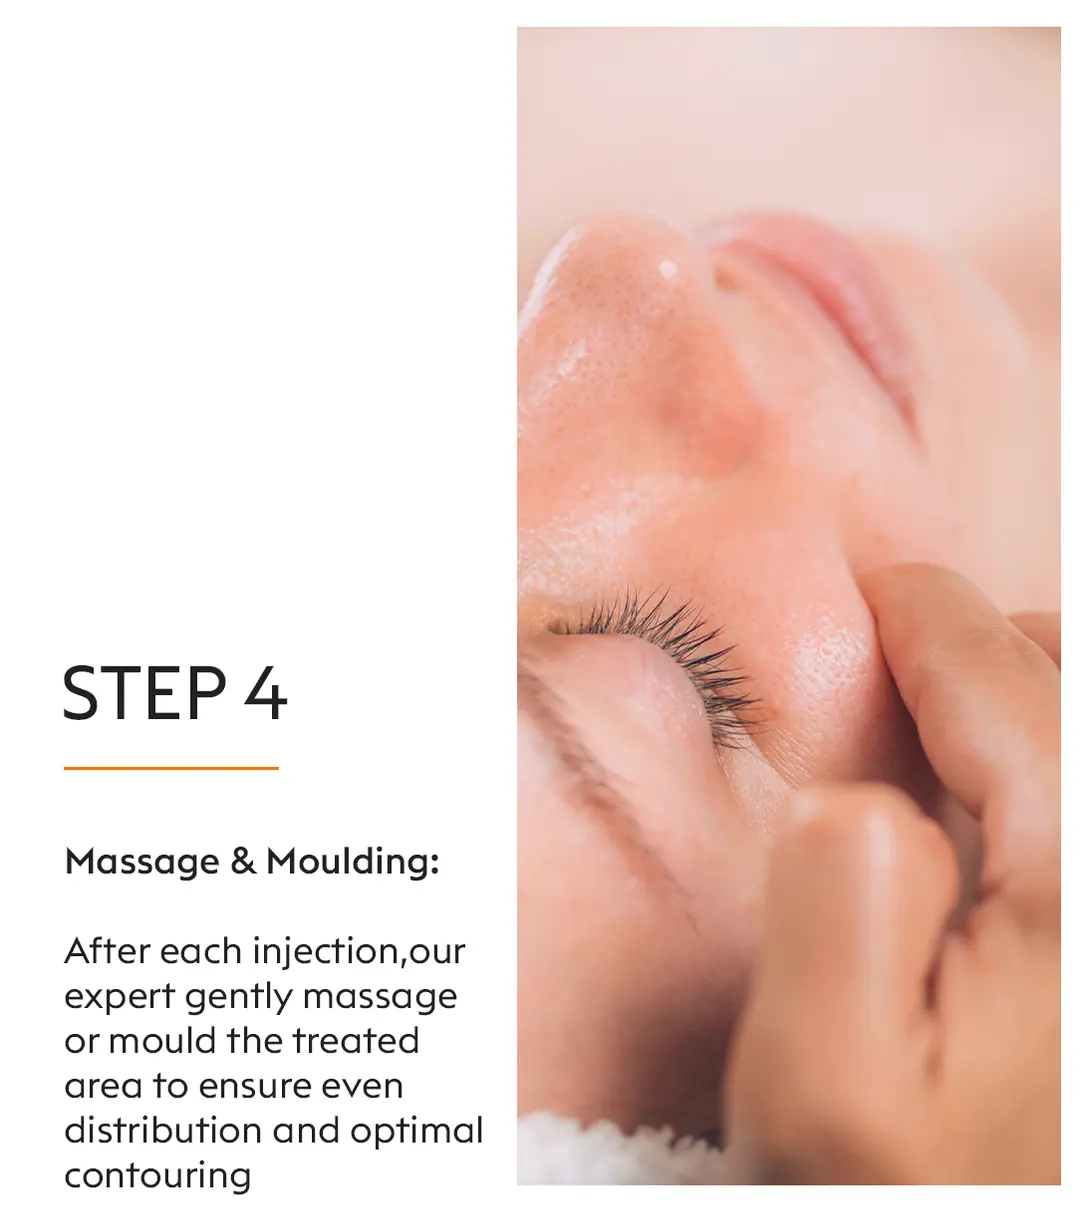 STEP 4
Massage & Moulding:
After each injection,our
expert gently massage
or mould the treated
area to ensure even
distribution and optimal
contouring